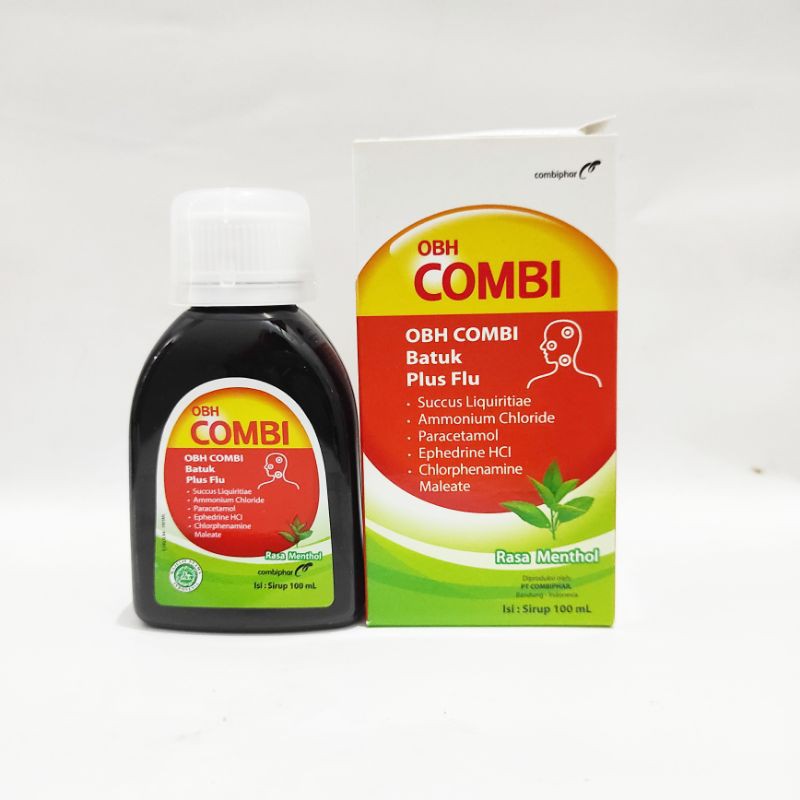 OBH
COMBI
OBH COMBI
Batuk
Plus Flu
· Succus Liquiritiae
· Ammonium Chloride
· Paracetamol
· Ephedrine HCl
· Chlorphenamine
Maleate
Rasa Menthol
combiphar
Isi : Sirup 100 mL
combiphar
OBH
COMBI
OBH COMBI
Batuk
Plus Flu
· Succus Liquiritiae
· Ammonium Chloride
· Paracetamol
· Ephedrine HCl
· Chlorphenamine
Maleate
Rasa Menthol
Diproduksi oleh:
PT COMBIPHAR
Bandung - Indonesia
Isi : Sirup 100 mL